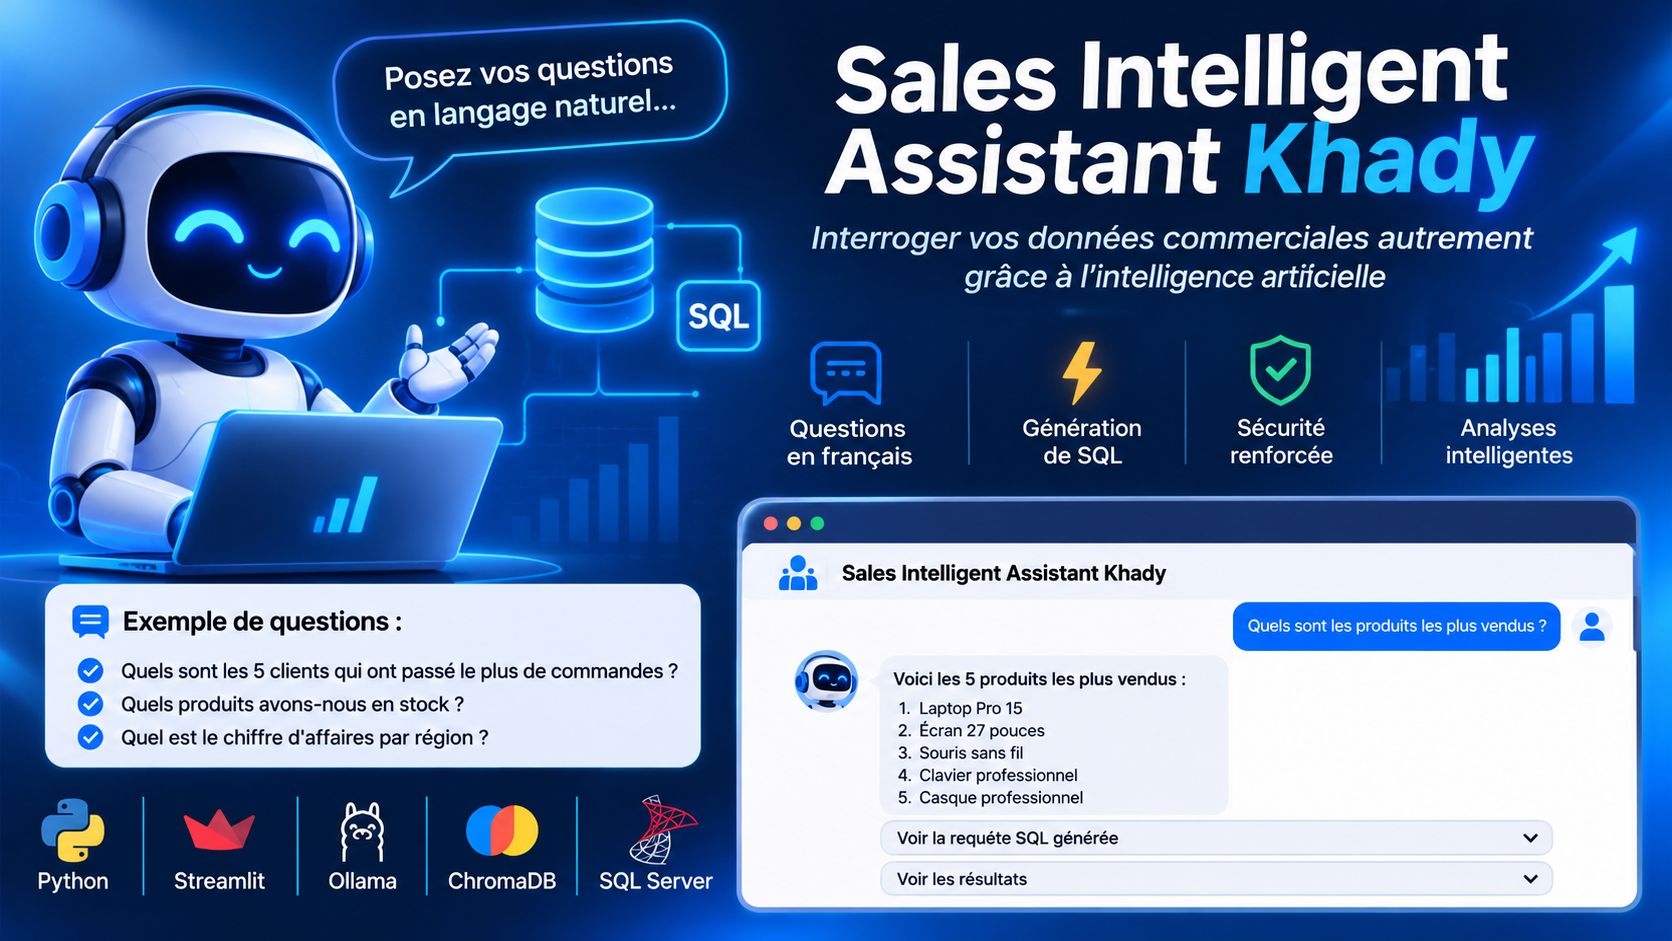 Posez vos questions
en langage naturel...
SQL
Sales Intelligent
Assistant Khady
Interroger vos données commerciales autrement
grâce à l'intelligence artificielle
Questions
en français
Génération
de SQL
Sécurité
renforcée
Analyses
intelligentes
Exemple de questions :
Quels sont les 5 clients qui ont passé le plus de commandes ?
Quels produits avons-nous en stock ?
Quel est le chiffre d'affaires par région ?
Python
Streamlit
Ollama
ChromaDB
SQL Server
Sales Intelligent Assistant Khady
Quels sont les produits les plus vendus ?
Voici les 5 produits les plus vendus :
1. Laptop Pro 15
2. Écran 27 pouces
3. Souris sans fil
4. Clavier professionnel
5. Casque professionnel
Voir la requéte SQL générée
Voir les résultats